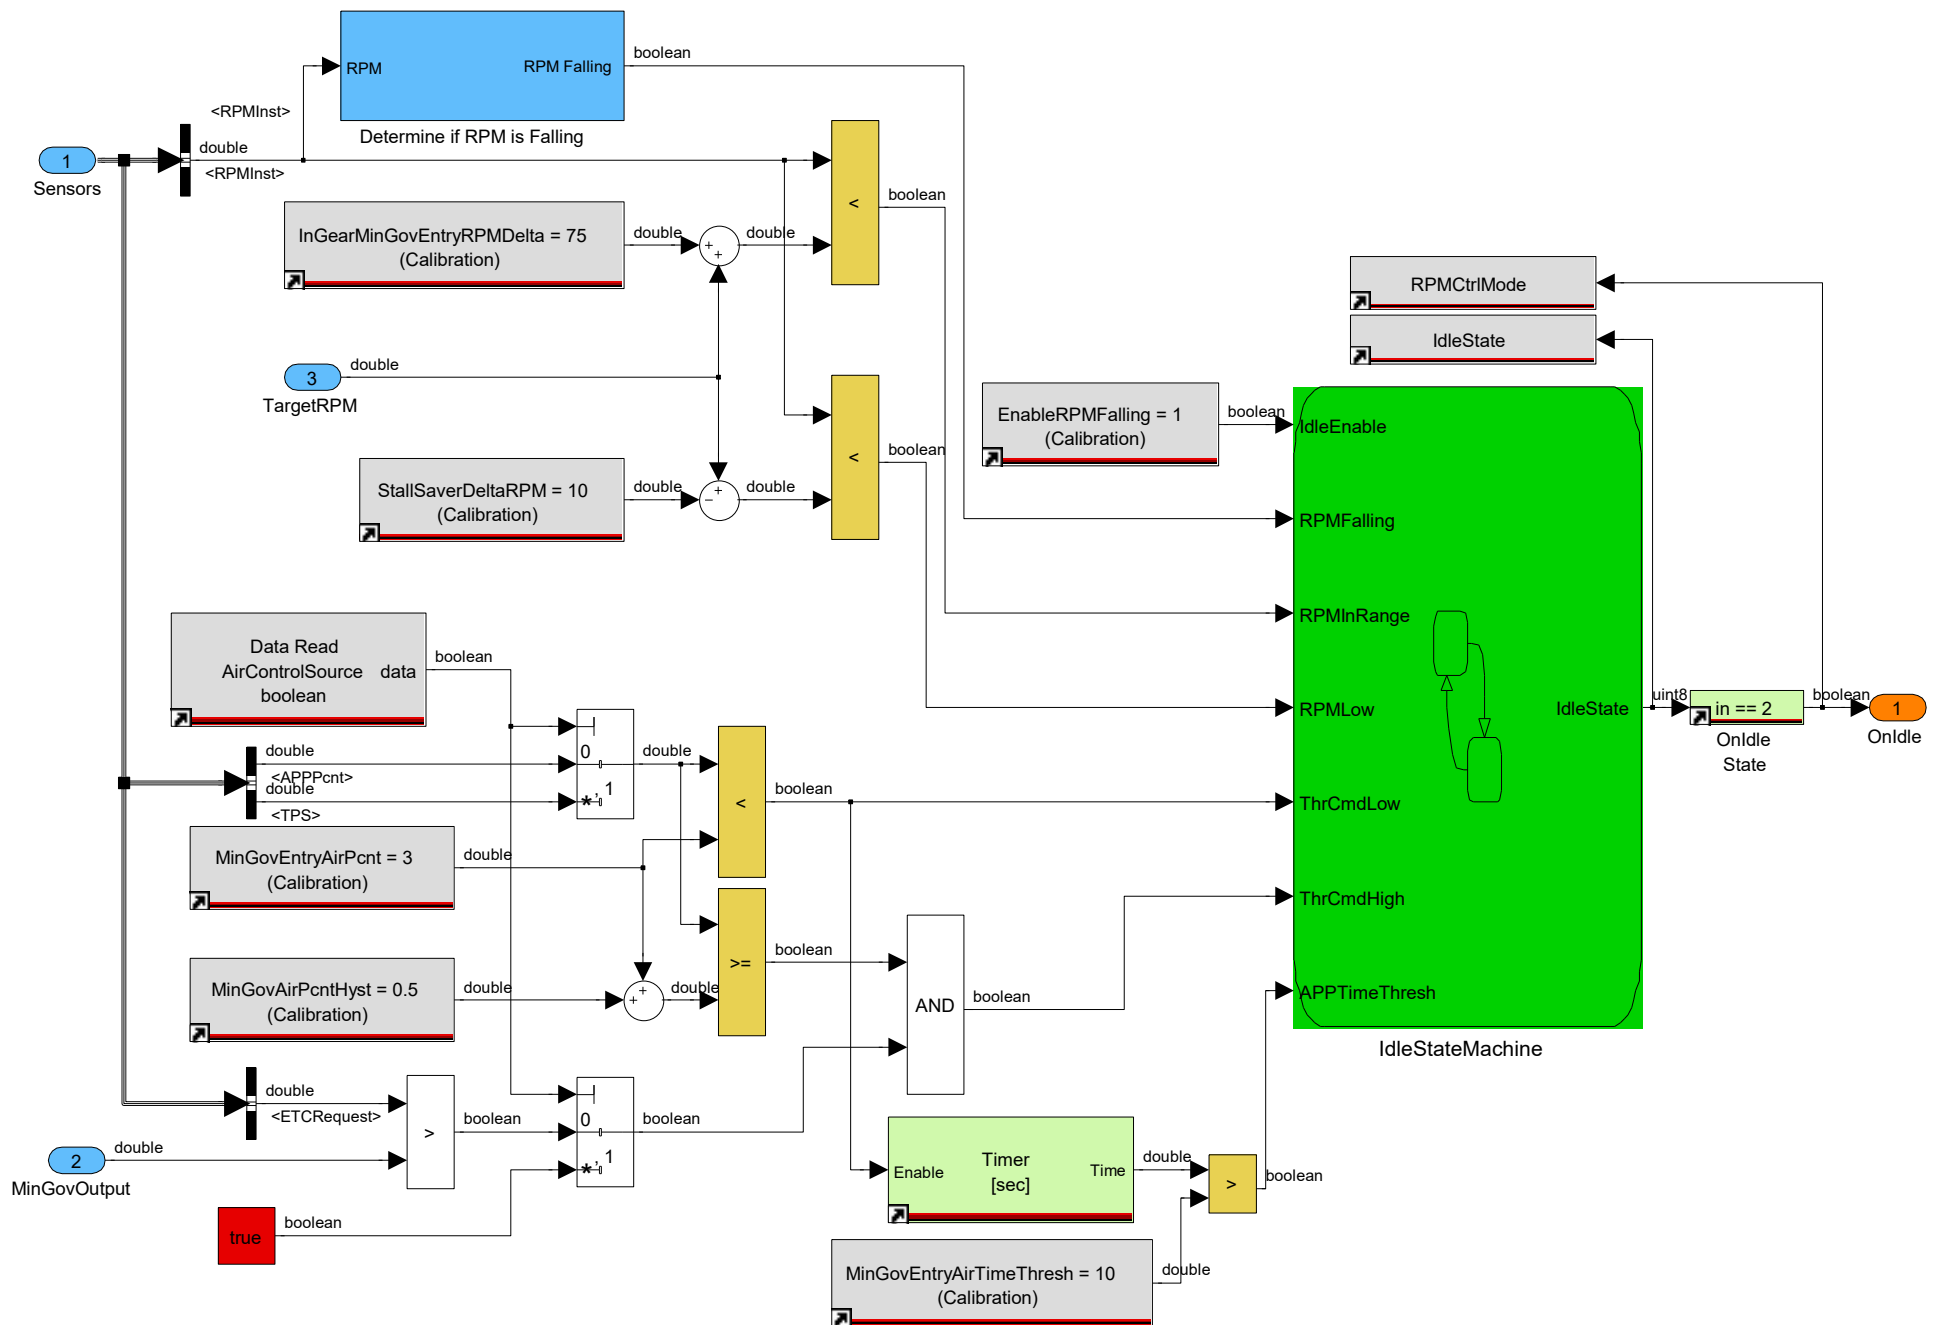 boolean
RPM
RPM Falling
<RPMInst>
Determine if RPM is Falling
double
<RPMInst>
1
Sensors
<
boolean
InGearMinGovEntryRPMDelta = 75
(Calibration)
double
+
+
double
RPMCtrlMode
IdleState
double
3
TargetRPM
<
boolean
EnableRPMFalling = 1
(Calibration)
boolean
StallSaverDeltaRPM = 10
(Calibration)
double
+
−
double
IdleEnable
RPMFalling
RPMInRange
RPMLow
ThrCmdLow
ThrCmdHigh
APPTimeThresh
IdleState
IdleStateMachine
uint8
in == 2
OnIdle
State
boolean
1
OnIdle
Data Read
AirControlSource
boolean
data
boolean
double
<APPPcnt>
double
<TPS>
0
*, 1
double
<
boolean
MinGovEntryAirPcnt = 3
(Calibration)
double
>=
boolean
MinGovAirPcntHyst = 0.5
(Calibration)
double
+
+
double
AND
boolean
double
<ETCRequest>
2
MinGovOutput
double
>
boolean
0
*, 1
boolean
true
boolean
Enable
Timer
[sec]
Time
double
>
boolean
MinGovEntryAirTimeThresh = 10
(Calibration)
double